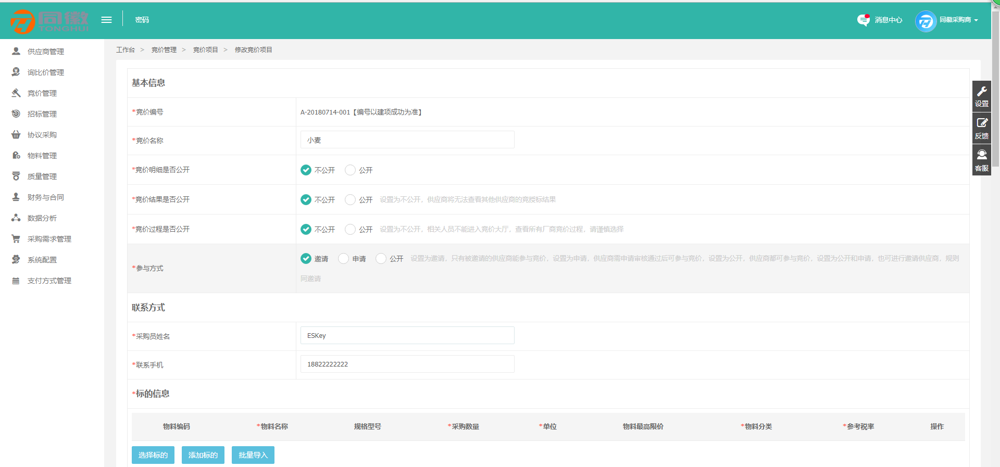 同徽
TONGHUI
密码
消息中心
同徽采购商
供应商管理
询比价管理
竞价管理
招标管理
协议采购
物料管理
质量管理
财务与合同
数据分析
采购需求管理
系统配置
支付方式管理
工作台 > 竞价管理 > 竞价项目 > 修改竞价项目
基本信息
*竞价编号 A-20180714-001【编号以建项成功为准】
*竞价名称 小麦
*竞价明细是否公开 不公开 公开
*竞价结果是否公开 不公开 公开 设置为不公开，供应商将无法查看其他供应商的竞授标结果
*竞价过程是否公开 不公开 公开 设置为不公开，相关人员不能进入竞价大厅，查看所有厂商竞价过程，请谨慎选择
*参与方式 邀请 申请 公开 设置为邀请，只有被邀请的供应商能参与竞价，设置为申请，供应商需申请审核通过后可参与竞价，设置为公开，供应商都可参与竞价，设置为公开和申请，也可进行邀请供应商，规则
同邀请
联系方式
*采购员姓名 ESKey
*联系手机 18822222222
*标的信息
物料编码 *物料名称 规格型号 *采购数量 *单位 物料最高限价 *物料分类 *参考税率 操作
选择标的 添加标的 批量导入
设置
反馈
客服